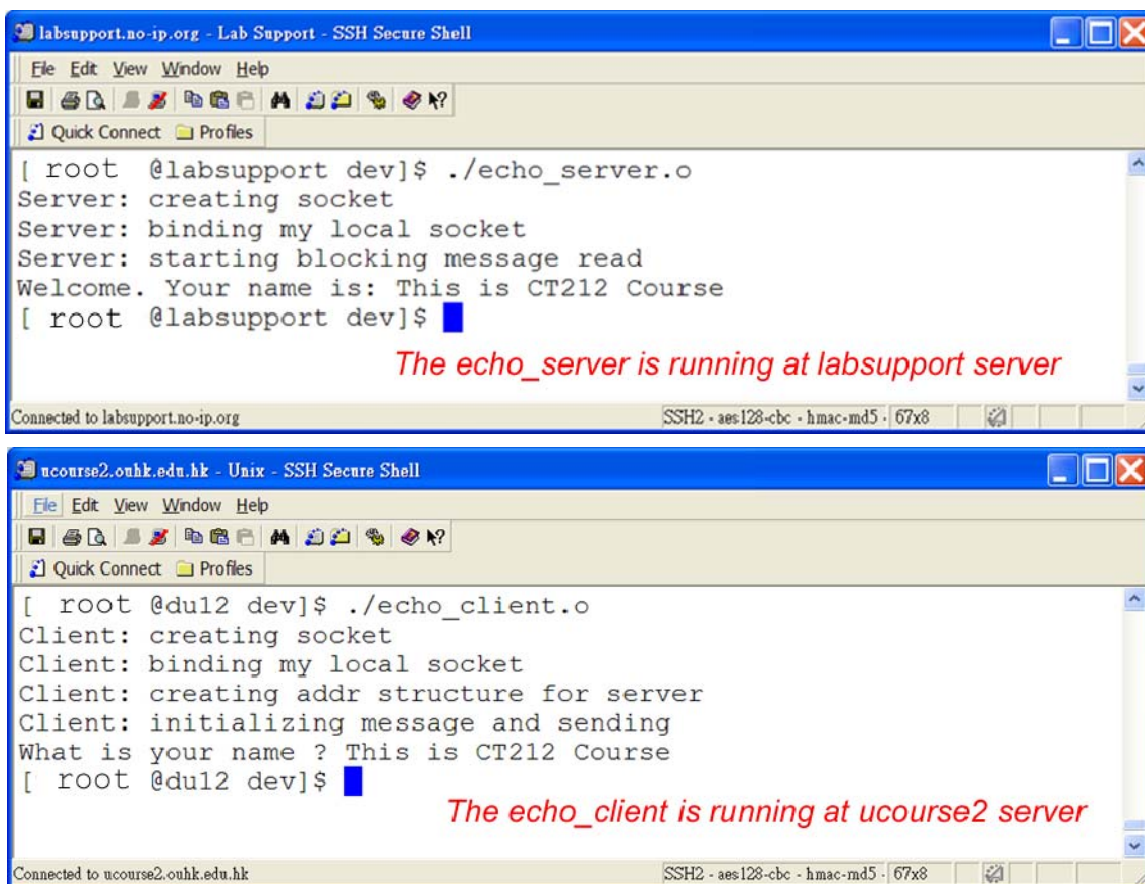 labsupport.no-ip.org - Lab Support - SSH Secure Shell
File Edit View Window Help
Quick Connect Profiles
[ root @labsupport dev]$ ./echo_server.o
Server: creating socket
Server: binding my local socket
Server: starting blocking message read
Welcome. Your name is: This is CT212 Course
[ root @labsupport dev]$
The echo_server is running at labsupport server
Connected to labsupport.no-ip.org SSH2 - aes128-cbc - hmac-md5 - 67x8
ucourse2.ouhk.edu.hk - Unix - SSH Secure Shell
File Edit View Window Help
Quick Connect Profiles
[ root @du12 dev]$ ./echo_client.o
Client: creating socket
Client: binding my local socket
Client: creating addr structure for server
Client: initializing message and sending
What is your name ? This is CT212 Course
[ root @du12 dev]$
The echo_client is running at ucourse2 server
Connected to ucourse2.ouhk.edu.hk SSH2 - aes128-cbc - hmac-md5 - 67x8